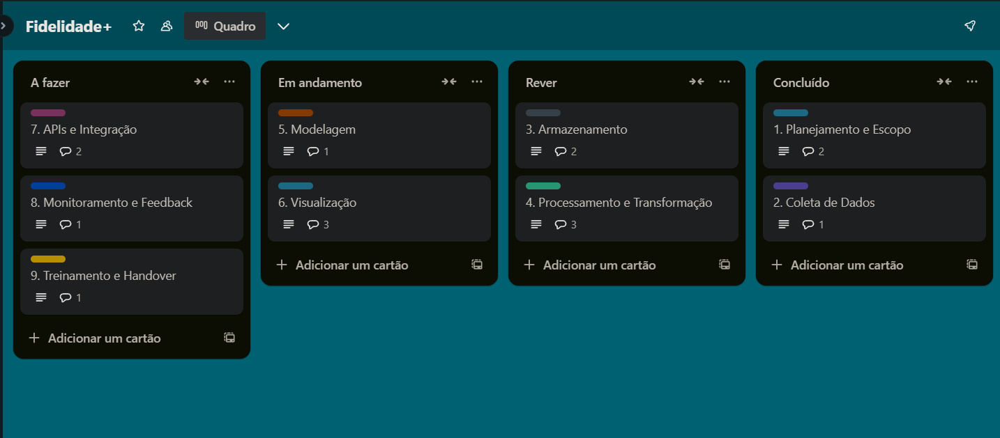 Fidelidade+
Quadro
A fazer
7. APIs e Integração
2
8. Monitoramento e Feedback
1
9. Treinamento e Handover
1
Adicionar um cartão
Em andamento
5. Modelagem
1
6. Visualização
3
Adicionar um cartão
Rever
3. Armazenamento
2
4. Processamento e Transformação
3
Adicionar um cartão
Concluído
1. Planejamento e Escopo
2
2. Coleta de Dados
1
Adicionar um cartão